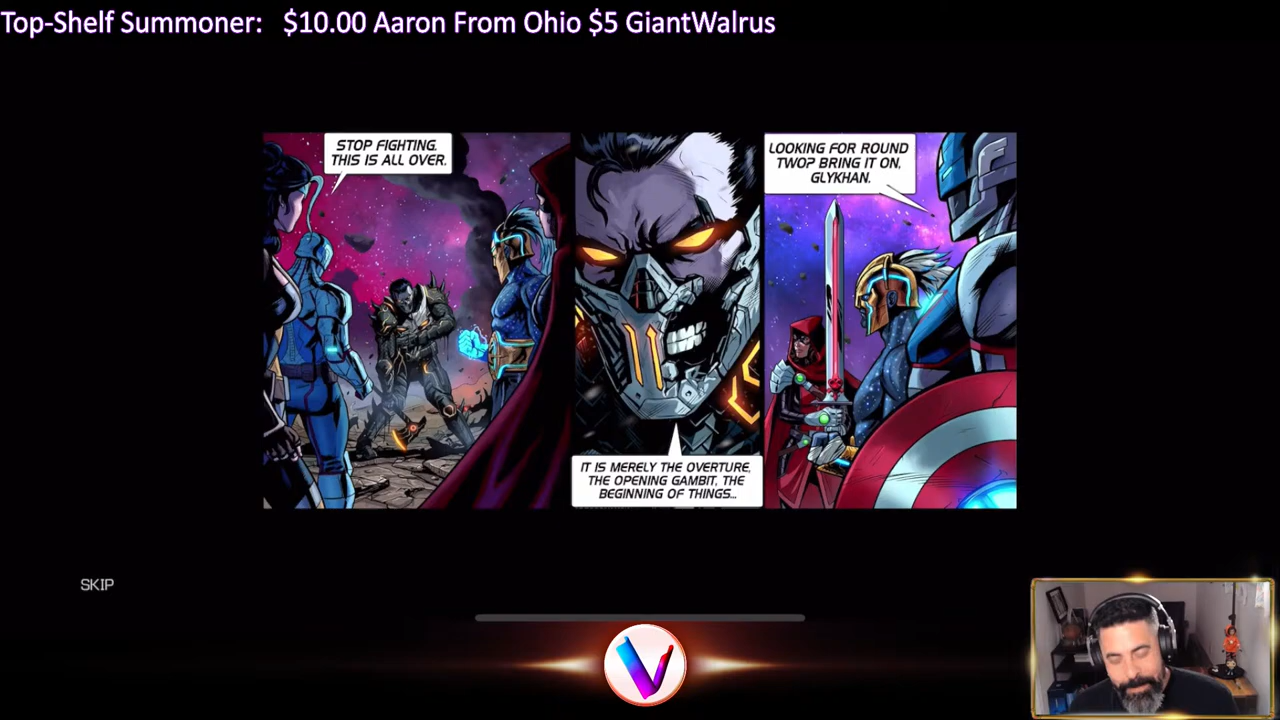 Top-Shelf Summoner: $10.00 Aaron From Ohio $5 GiantWalrus
STOP FIGHTING.
THIS IS ALL OVER.
IT IS MERELY THE OVERTURE,
THE OPENING GAMBIT, THE
BEGINNING OF THINGS...
LOOKING FOR ROUND
TWO? BRING IT ON,
GLYKHAN.
SKIP
V